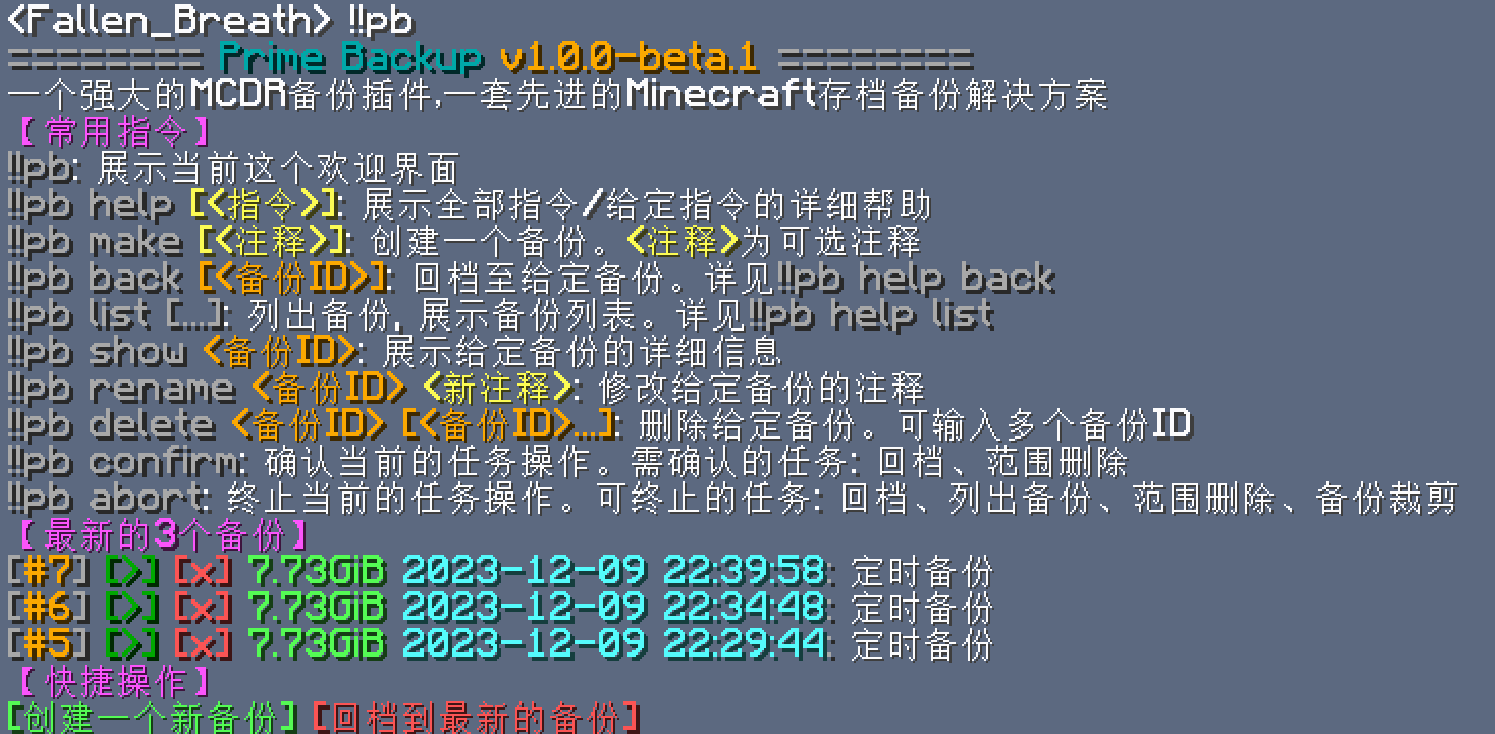 <Fallen_Breath> !!pb
======== Prime Backup v1.0.0-beta.1 ========
一个强大的MCDR备份插件,一套先进的Minecraft存档备份解决方案
【常用指令】
!!pb: 展示当前这个欢迎界面
!!pb help [<指令>]: 展示全部指令/给定指令的详细帮助
!!pb make [<注释>]: 创建一个备份。<注释>为可选注释
!!pb back [<备份ID>]: 回档至给定备份。详见!!pb help back
!!pb list [...]: 列出备份, 展示备份列表。详见!!pb help list
!!pb show <备份ID>: 展示给定备份的详细信息
!!pb rename <备份ID> <新注释>: 修改给定备份的注释
!!pb delete <备份ID> [<备份ID>...]: 删除给定备份。可输入多个备份ID
!!pb confirm: 确认当前的任务操作。需确认的任务: 回档、范围删除
!!pb abort: 终止当前的任务操作。可终止的任务: 回档、列出备份、范围删除、备份裁剪
【最新的3个备份】
[#7] [>] [x] 7.73GiB 2023-12-09 22:39:58: 定时备份
[#6] [>] [x] 7.73GiB 2023-12-09 22:34:48: 定时备份
[#5] [>] [x] 7.73GiB 2023-12-09 22:29:44: 定时备份
【快捷操作】
[创建一个新备份] [回档到最新的备份]